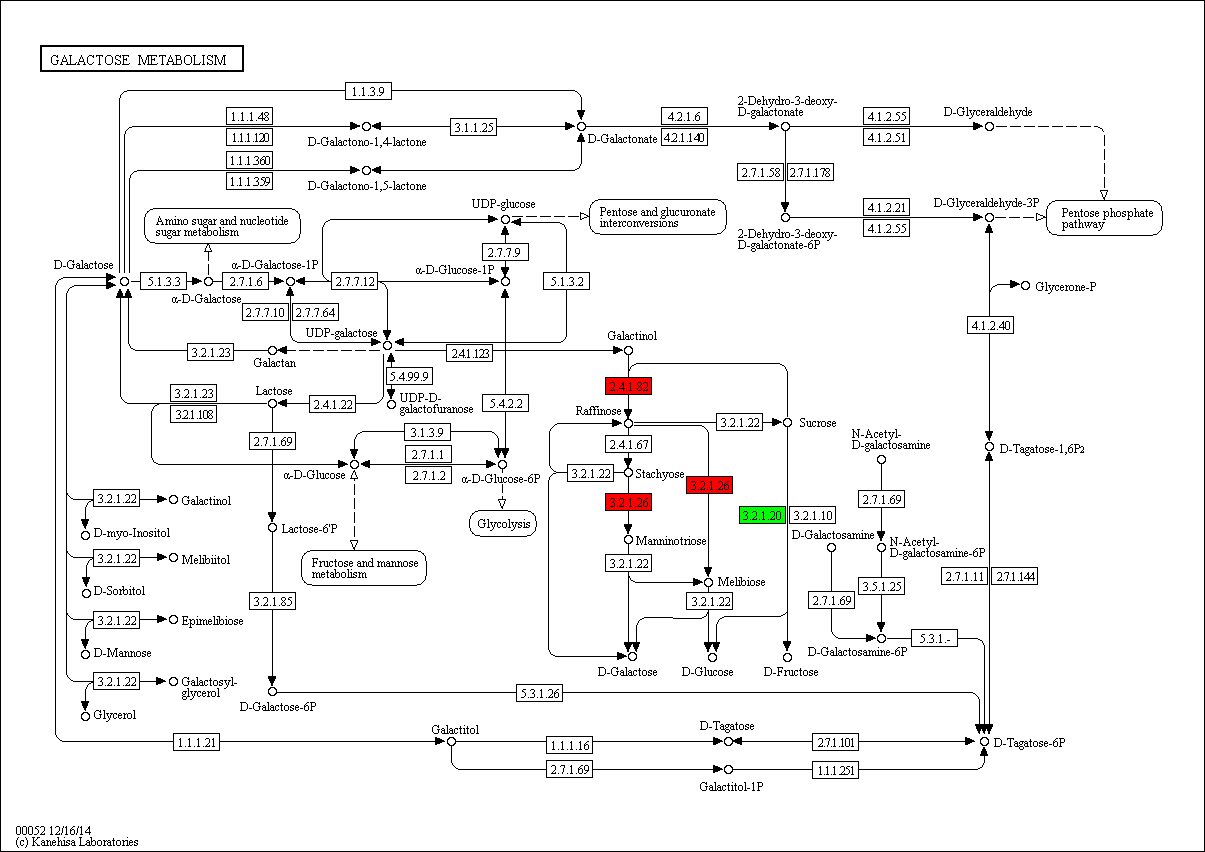 GALACTOSE METABOLISM
1.1.3.9
1.1.1.48
1.1.1.120
D-Galactono-1,4-lactone
3.1.1.25
D-Galactonate
4.2.1.6
4.2.1.140
2-Dehydro-3-deoxy-
D-galactonate
4.1.2.55
4.1.2.51
D-Glyceraldehyde
1.1.1.360
1.1.1.359
D-Galactono-1,5-lactone
2.7.1.58
2.7.1.178
Amino sugar and nucleotide
sugar metabolism
UDP-glucose
Pentose and glucuronate
interconversions
2-Dehydro-3-deoxy-
D-galactonate-6P
4.1.2.21
4.1.2.55
D-Glyceraldehyde-3P
Pentose phosphate
pathway
2.7.7.9
D-Galactose
5.1.3.3
α-D-Galactose
2.7.1.6
α-D-Galactose-1P
2.7.7.12
α-D-Glucose-1P
5.1.3.2
Glycerone-P
2.7.7.10
2.7.7.64
UDP-galactose
4.1.2.40
3.2.1.23
Galactan
2.4.1.123
Galactinol
5.4.99.9
UDP-D-
galactofuranose
2.4.1.82
3.2.1.23
3.2.1.108
Lactose
2.4.1.22
5.4.2.2
Raffinose
3.2.1.22
Sucrose
2.7.1.69
3.1.3.9
2.7.1.1
2.7.1.2
α-D-Glucose
α-D-Glucose-6P
2.4.1.67
3.2.1.22
Stachyose
N-Acetyl-
D-galactosamine
D-Tagatose-1,6P2
3.2.1.26
3.2.1.26
2.7.1.69
3.2.1.22
Galactinol
D-myo-Inositol
Lactose-6'P
Glycolysis
3.2.1.20
3.2.1.10
Manninotriose
D-Galactosamine
N-Acetyl-
D-galactosamine-6P
3.2.1.22
Melibiitol
D-Sorbitol
Fructose and mannose
metabolism
3.2.1.22
Melibiose
3.5.1.25
2.7.1.11
2.7.1.144
3.2.1.85
3.2.1.22
2.7.1.69
3.2.1.22
Epimelibiose
D-Mannose
5.3.1.-
D-Galactosamine-6P
D-Galactose
D-Glucose
D-Fructose
3.2.1.22
Galactosyl-
glycerol
Glycerol
D-Galactose-6P
5.3.1.26
1.1.1.21
Galactitol
1.1.1.16
D-Tagatose
2.7.1.101
D-Tagatose-6P
2.7.1.69
Galactitol-1P
1.1.1.251
00052 12/16/14
(c) Kanehisa Laboratories